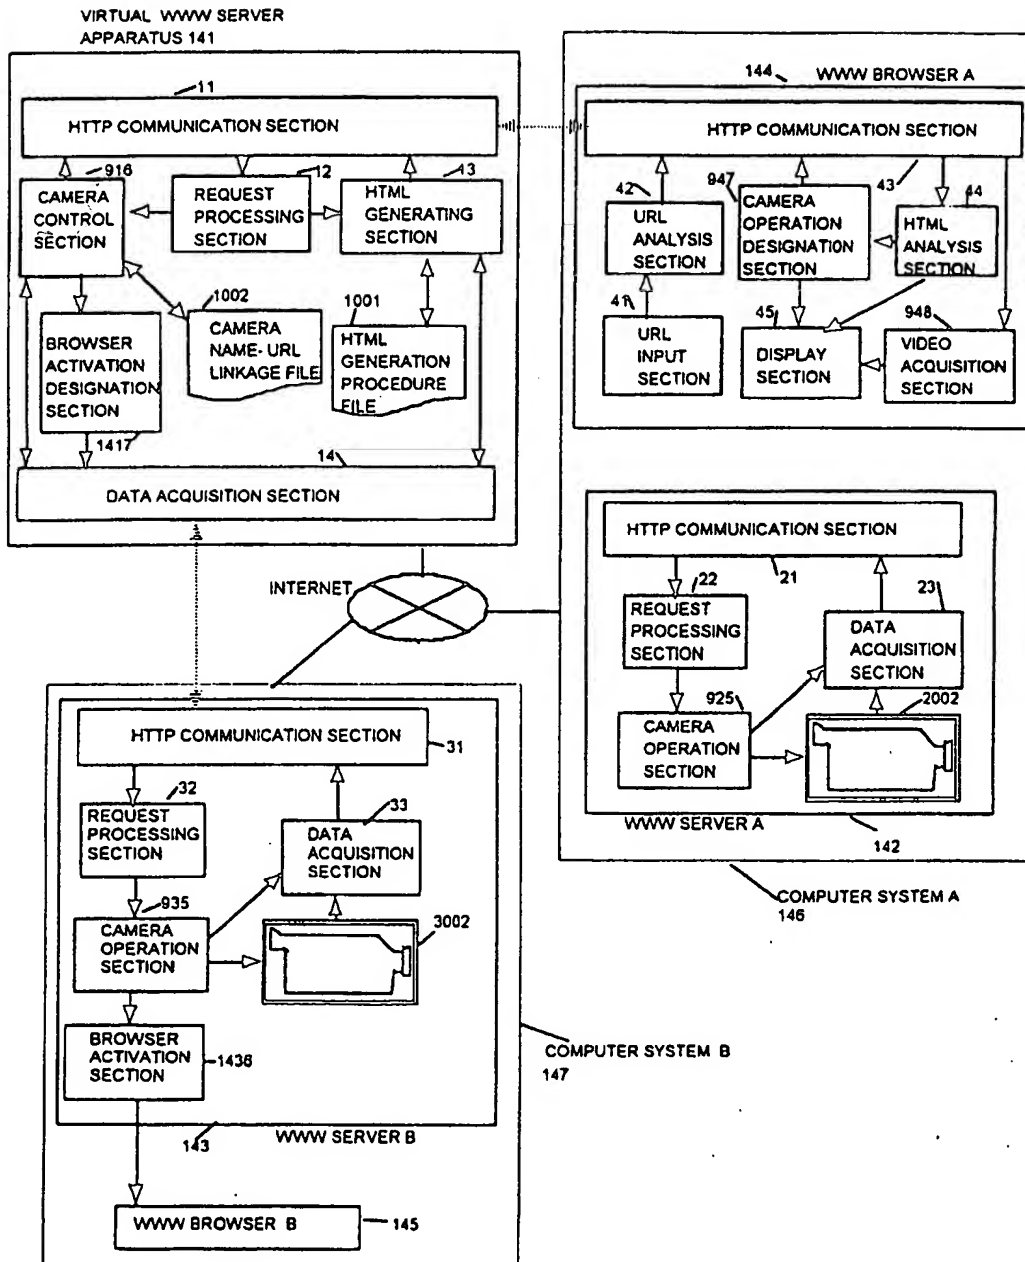 VIRTUAL WWW SERVER
APPARATUS 141
11
HTTP COMMUNICATION SECTION
916
CAMERA
CONTROL
SECTION
12
REQUEST
PROCESSING
SECTION
13
HTML
GENERATING
SECTION
1002
CAMERA
NAME-URL
LINKAGE FILE
1001
HTML
GENERATION
PROCEDURE
FILE
BROWSER
ACTIVATION
DESIGNATION
SECTION
1417
14
DATA ACQUISITION SECTION
144
WWW BROWSER A
HTTP COMMUNICATION SECTION
43
42
URL
ANALYSIS
SECTION
947
CAMERA
OPERATION
DESIGNATION
SECTION
44
HTML
ANALYSIS
SECTION
41
URL
INPUT
SECTION
45
DISPLAY
SECTION
948
VIDEO
ACQUISITION
SECTION
HTTP COMMUNICATION SECTION
21
22
REQUEST
PROCESSING
SECTION
23
DATA
ACQUISITION
SECTION
925
CAMERA
OPERATION
SECTION
2002
WWW SERVER A
142
COMPUTER SYSTEM A
146
INTERNET
HTTP COMMUNICATION SECTION
31
32
REQUEST
PROCESSING
SECTION
33
DATA
ACQUISITION
SECTION
935
CAMERA
OPERATION
SECTION
3002
BROWSER
ACTIVATION
SECTION
1438
143
WWW SERVER B
COMPUTER SYSTEM B
147
WWW BROWSER B
145